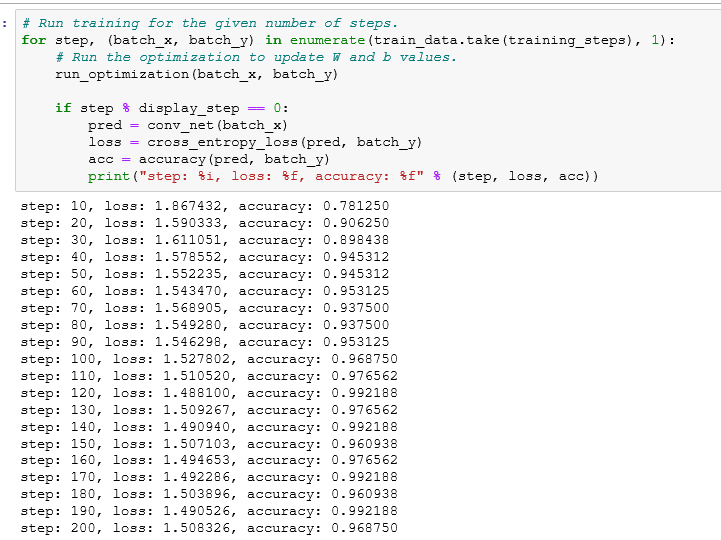 : # Run training for the given number of steps.
for step, (batch_x, batch_y) in enumerate(train_data.take(training_steps), 1):
    # Run the optimization to update W and b values.
    run_optimization(batch_x, batch_y)

    if step % display_step == 0:
        pred = conv_net(batch_x)
        loss = cross_entropy_loss(pred, batch_y)
        acc = accuracy(pred, batch_y)
        print("step: %i, loss: %f, accuracy: %f" % (step, loss, acc))
step: 10, loss: 1.867432, accuracy: 0.781250
step: 20, loss: 1.590333, accuracy: 0.906250
step: 30, loss: 1.611051, accuracy: 0.898438
step: 40, loss: 1.578552, accuracy: 0.945312
step: 50, loss: 1.552235, accuracy: 0.945312
step: 60, loss: 1.543470, accuracy: 0.953125
step: 70, loss: 1.568905, accuracy: 0.937500
step: 80, loss: 1.549280, accuracy: 0.937500
step: 90, loss: 1.546298, accuracy: 0.953125
step: 100, loss: 1.527802, accuracy: 0.968750
step: 110, loss: 1.510520, accuracy: 0.976562
step: 120, loss: 1.488100, accuracy: 0.992188
step: 130, loss: 1.509267, accuracy: 0.976562
step: 140, loss: 1.490940, accuracy: 0.992188
step: 150, loss: 1.507103, accuracy: 0.960938
step: 160, loss: 1.494653, accuracy: 0.976562
step: 170, loss: 1.492286, accuracy: 0.992188
step: 180, loss: 1.503896, accuracy: 0.960938
step: 190, loss: 1.490526, accuracy: 0.992188
step: 200, loss: 1.508326, accuracy: 0.968750